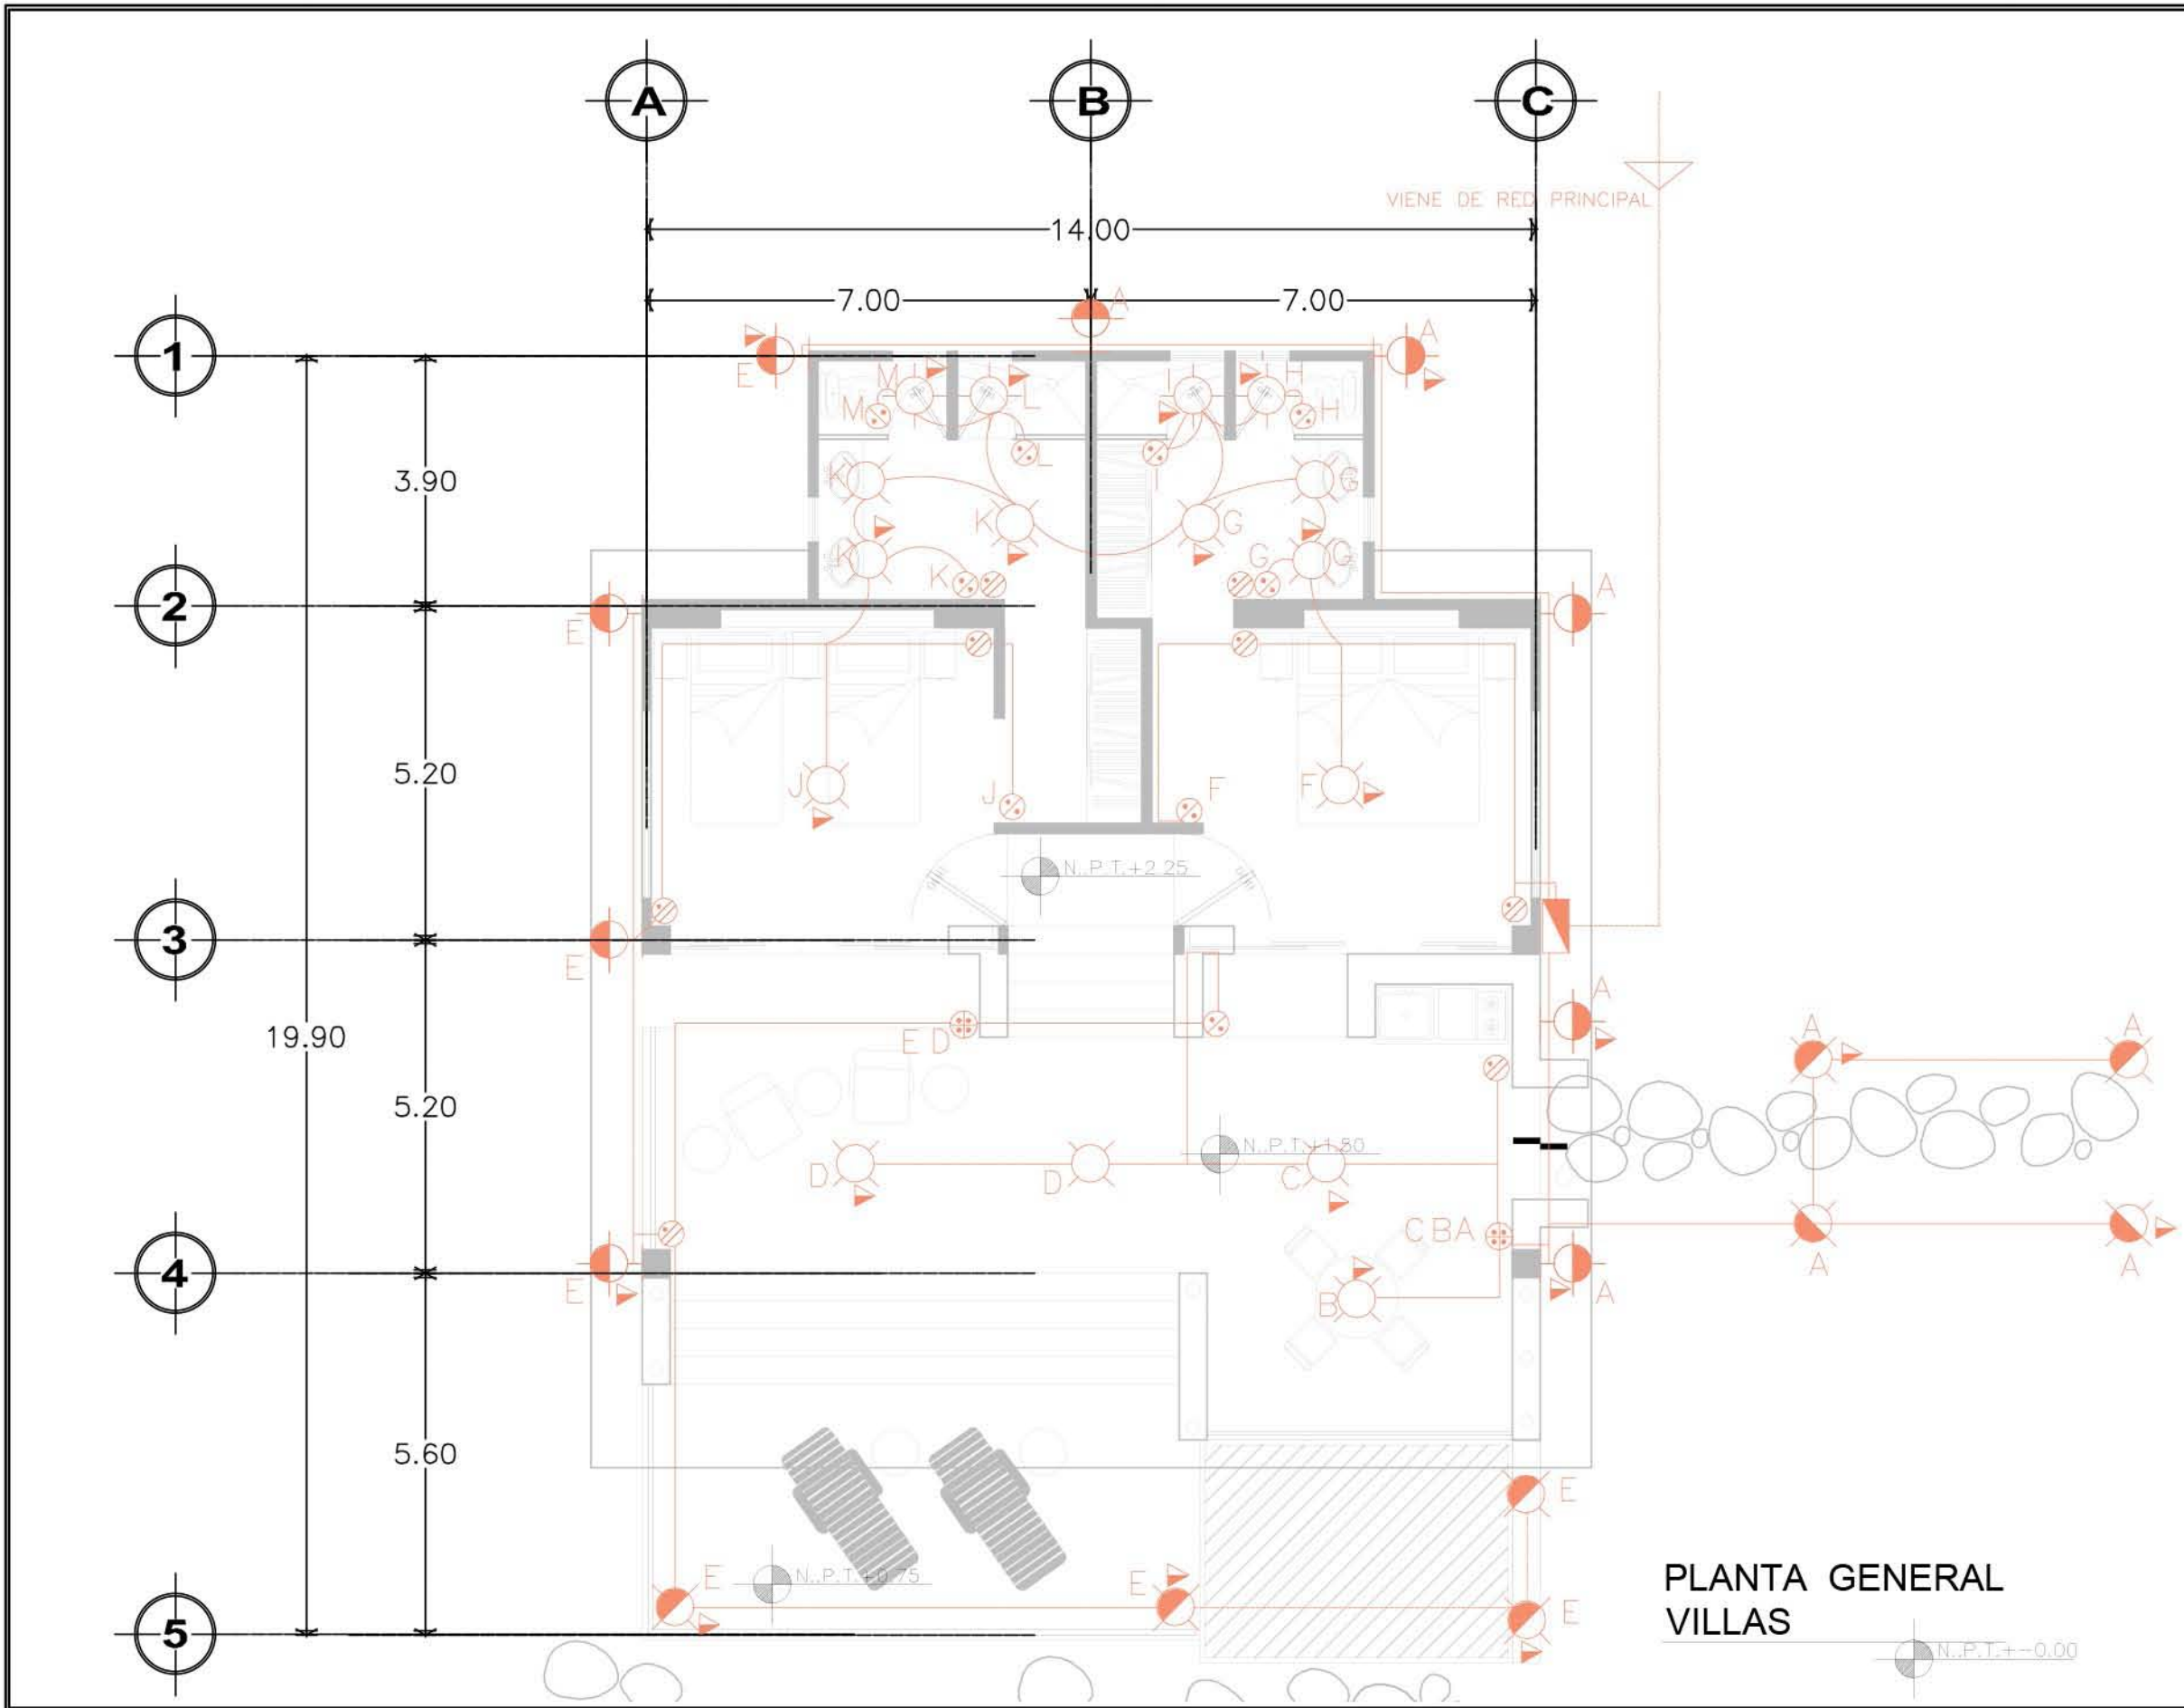 A B C
VIENE DE RED PRINCIPAL
14.00
7.00 7.00
A
1
E A
M L I H
M H
L I
3.90
K G
K G
K G G
K
2
E A
5.20
J F
J F
N.P.T.+2.25
3
E
A
19.90
E D
A A
5.20
N.P.T.+1.50
D D C
CBA
A A
4
E A
B
5.60
E
N.P.T.+0.75
E E
E
5
PLANTA GENERAL
VILLAS
N.P.T.+-0.00